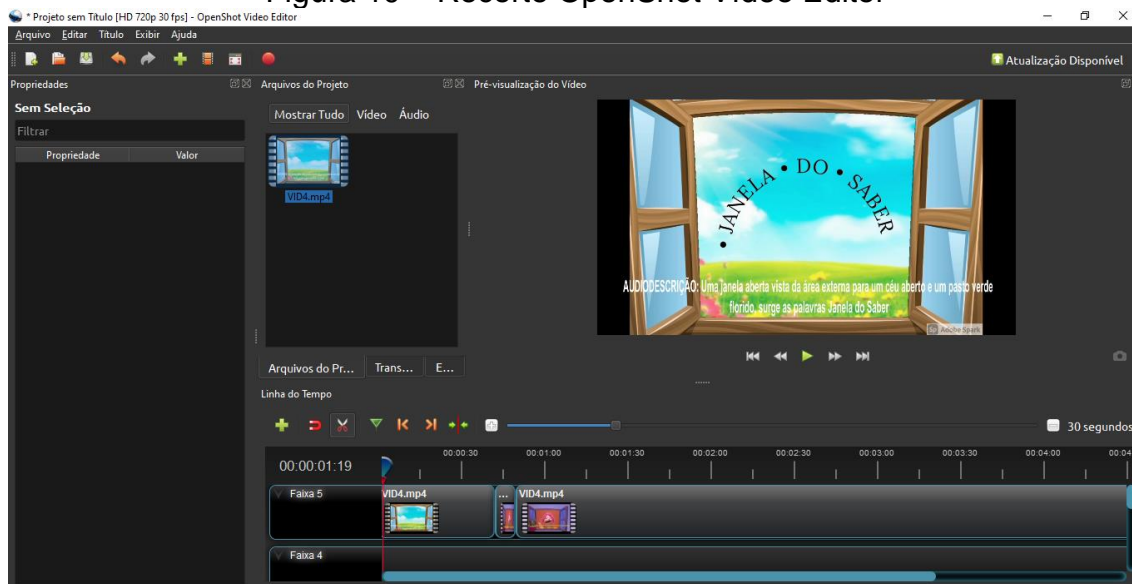 Figura 10 – Recorte OpenShot Video Editor
* Projeto sem Título [HD 720p 30 fps] - OpenShot Video Editor
Arquivo Editar Título Exibir Ajuda
Atualização Disponível
Propriedades
Sem Seleção
Filtrar
Propriedade Valor
Arquivos do Projeto
Mostrar Tudo Vídeo Áudio
VID4.mp4
Arquivos do Pr... Trans... E...
Pré-visualização do Vídeo
• JANELA • DO • SABER
AUDIODESCRIÇÃO: Uma janela aberta vista da área externa para um céu aberto e um pasto verde
florido, surge as palavras Janela do Saber
Adobe Spark
Linha do Tempo
30 segundos
00:00:01:19
00:00:30 00:01:00 00:01:30 00:02:00 00:02:30 00:03:00 00:03:30 00:04:00 00:04
Faixa 5
VID4.mp4 ... VID4.mp4
Faixa 4